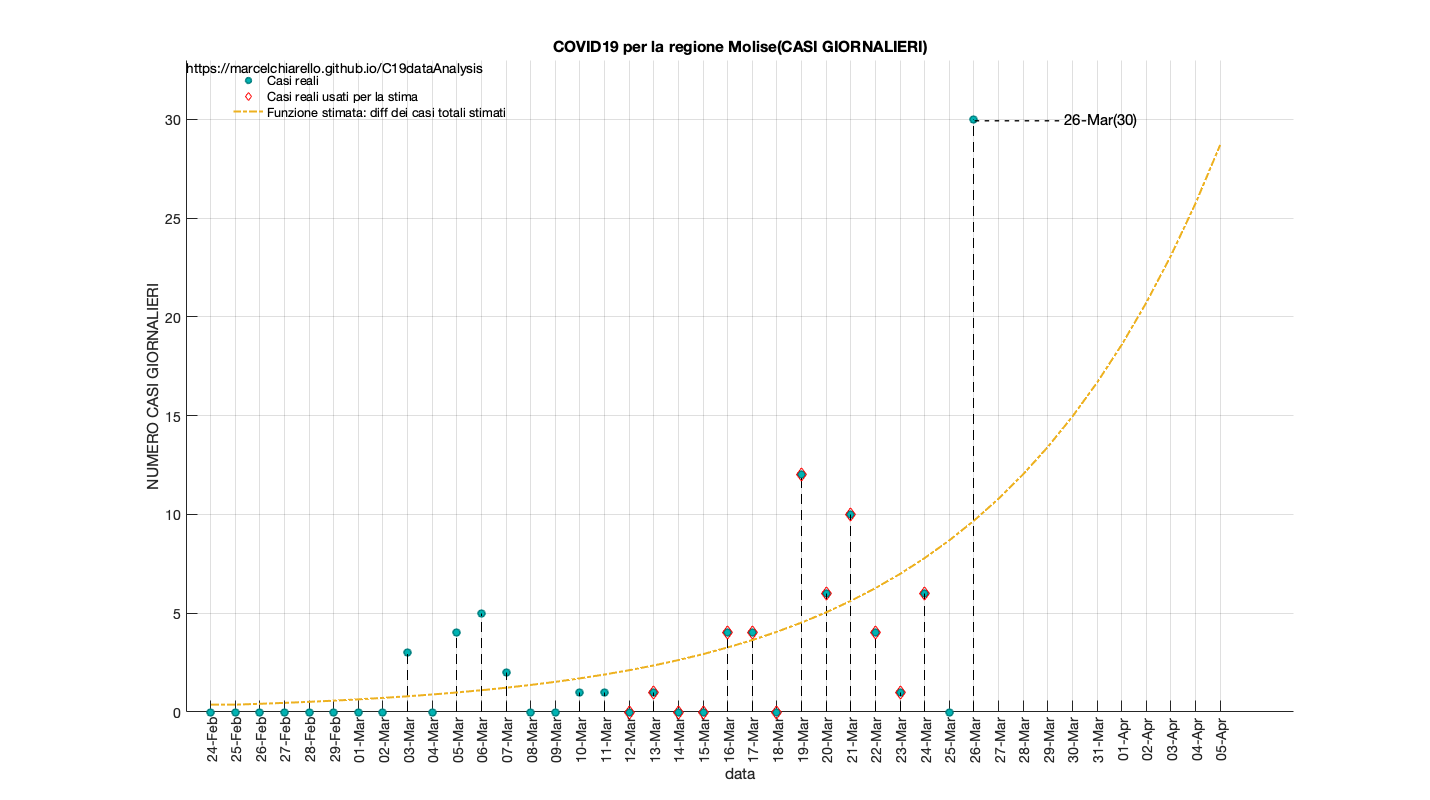 COVID19 per la regione Molise(CASI GIORNALIERI)
https://marcelchiarello.github.io/C19dataAnalysis
Casi reali
Casi reali usati per la stima
Funzione stimata: diff dei casi totali stimati
26-Mar(30)
NUMERO CASI GIORNALIERI
30
25
20
15
10
5
0
24-Feb
25-Feb
26-Feb
27-Feb
28-Feb
29-Feb
01-Mar
02-Mar
03-Mar
04-Mar
05-Mar
06-Mar
07-Mar
08-Mar
09-Mar
10-Mar
11-Mar
12-Mar
13-Mar
14-Mar
15-Mar
16-Mar
17-Mar
18-Mar
19-Mar
20-Mar
21-Mar
22-Mar
23-Mar
24-Mar
25-Mar
26-Mar
27-Mar
28-Mar
29-Mar
30-Mar
31-Mar
01-Apr
02-Apr
03-Apr
04-Apr
05-Apr
data